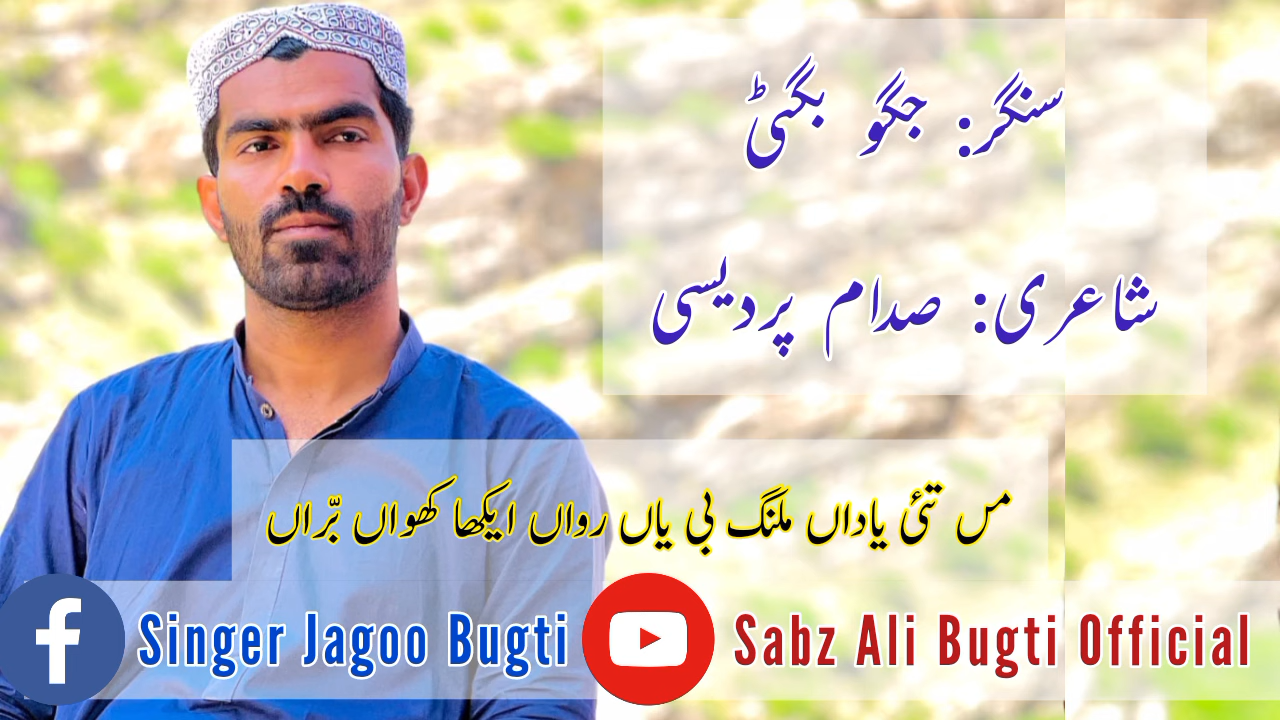 سنگر: جگو بگٹی
شاعری: صدام پردیسی
مس تئ یاداں ملنگ بی یاں رواں ایکھا کھواں بّراں
Singer Jagoo Bugti
Sabz Ali Bugti Official